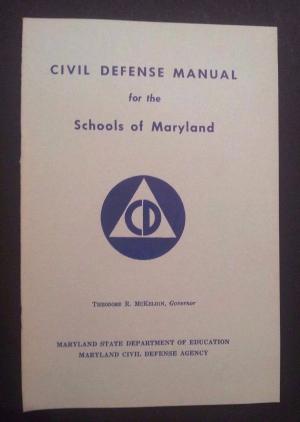 CIVIL DEFENSE MANUAL
for the
Schools of Maryland
CD
THEODORE R. MCKELDIN, Governor
MARYLAND STATE DEPARTMENT OF EDUCATION
MARYLAND CIVIL DEFENSE AGENCY